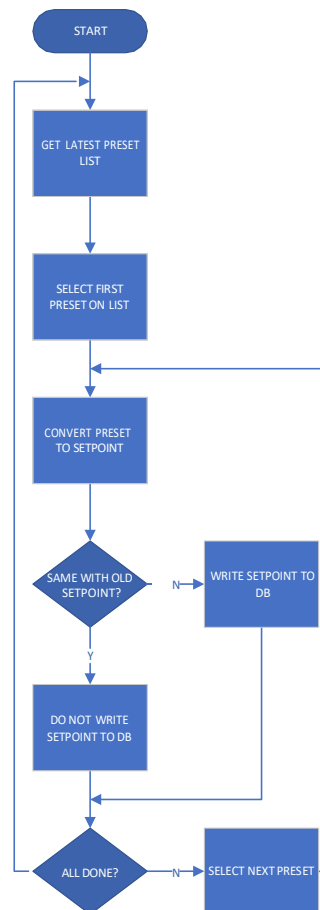 START
GET LATEST PRESET
LIST
SELECT FIRST
PRESET ON LIST
CONVERT PRESET
TO SETPOINT
SAME WITH OLD
SETPOINT?
N
WRITE SETPOINT TO
DB
Y
DO NOT WRITE
SETPOINT TO DB
ALL DONE?
N
SELECT NEXT PRESET